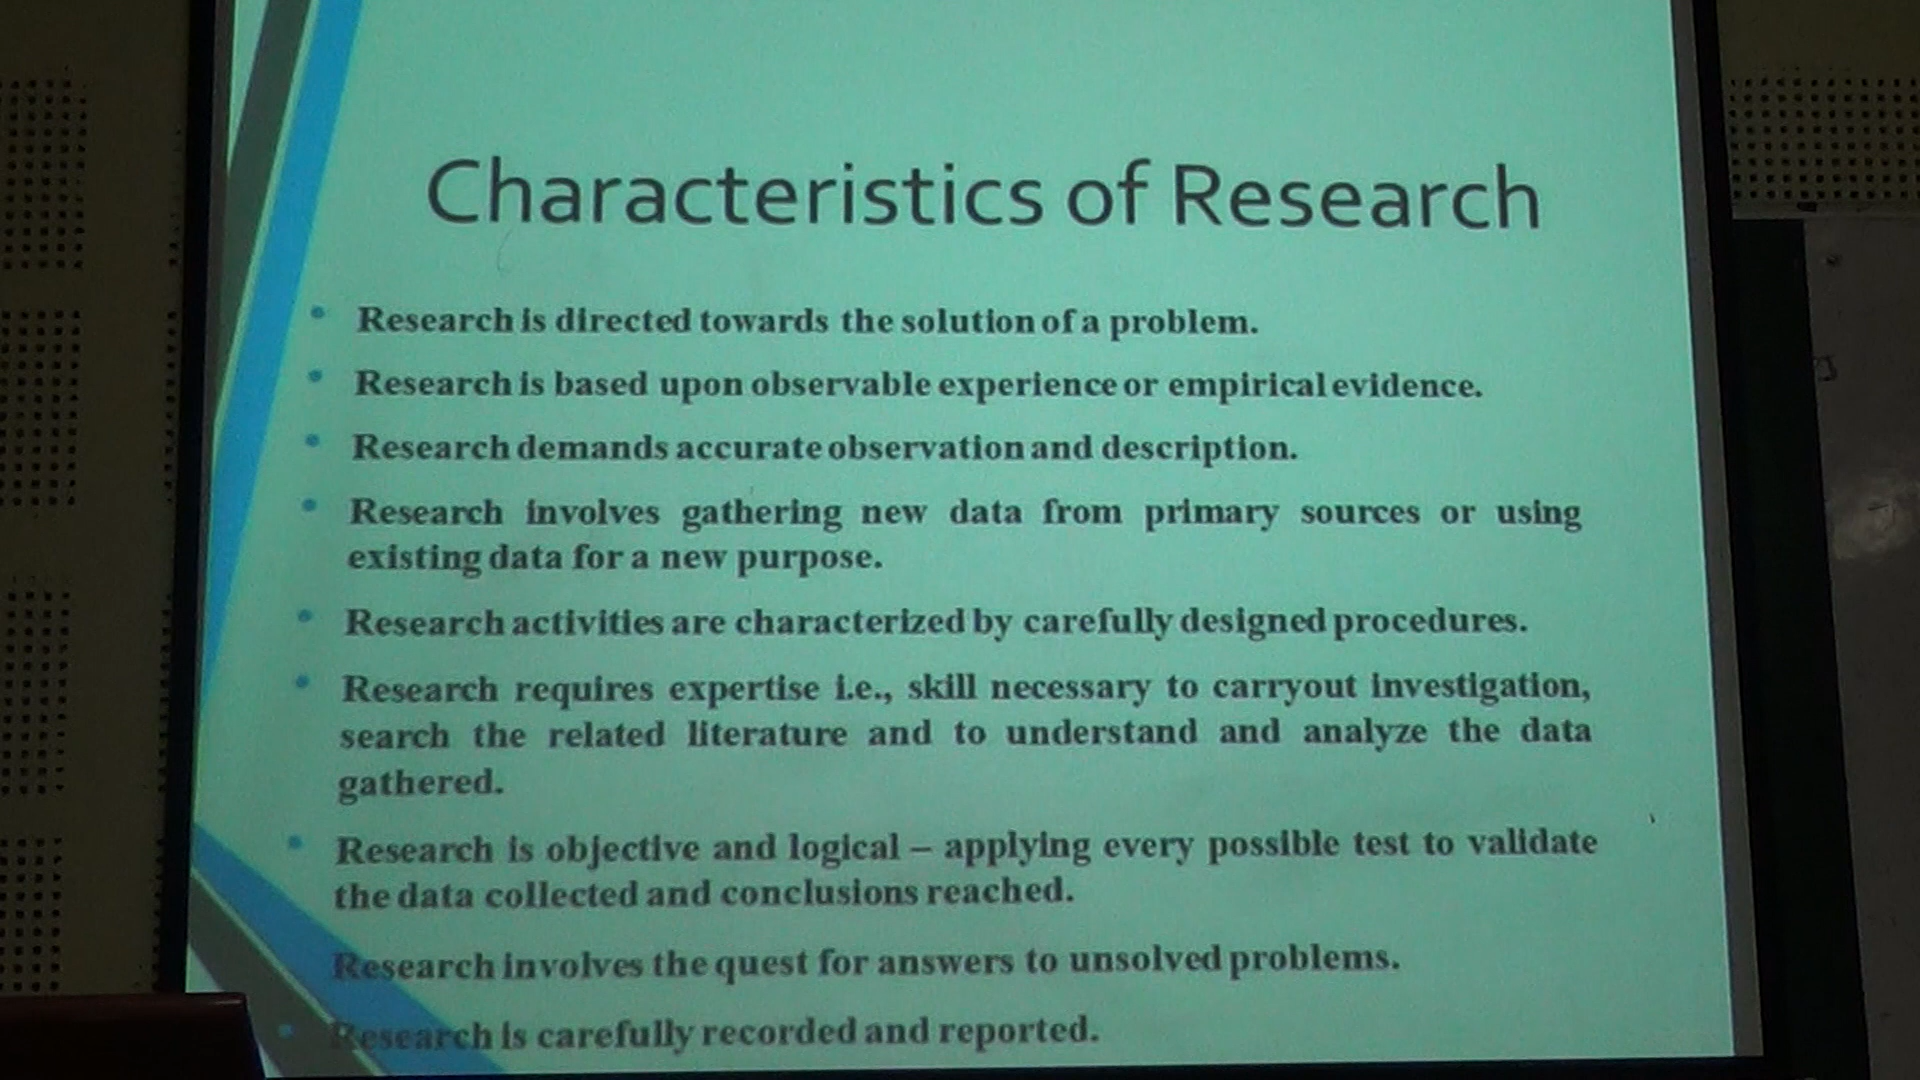 Characteristics of Research
• Research is directed towards the solution of a problem.
• Research is based upon observable experience or empirical evidence.
• Research demands accurate observation and description.
• Research involves gathering new data from primary sources or using
existing data for a new purpose.
• Research activities are characterized by carefully designed procedures.
• Research requires expertise i.e., skill necessary to carryout investigation,
search the related literature and to understand and analyze the data
gathered.
• Research is objective and logical – applying every possible test to validate
the data collected and conclusions reached.
Research involves the quest for answers to unsolved problems.
• Research is carefully recorded and reported.